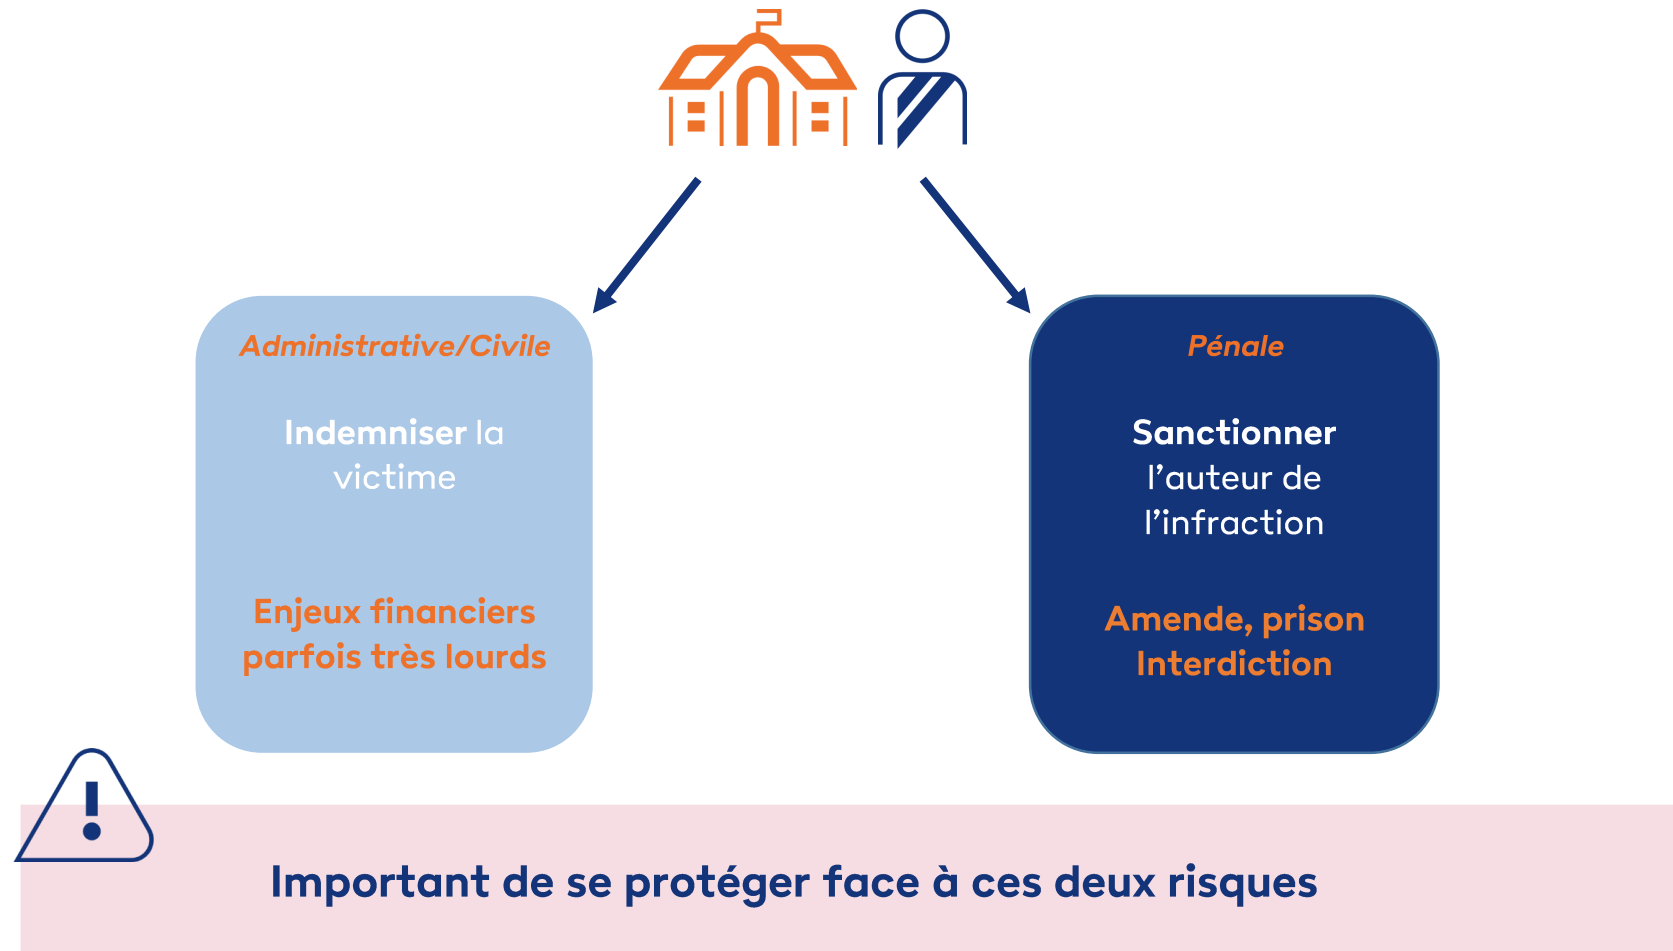 Administrative/Civile
Indemniser la
victime
Enjeux financiers
parfois très lourds
Pénale
Sanctionner
l’auteur de
l’infraction
Amende, prison
Interdiction
Important de se protéger face à ces deux risques